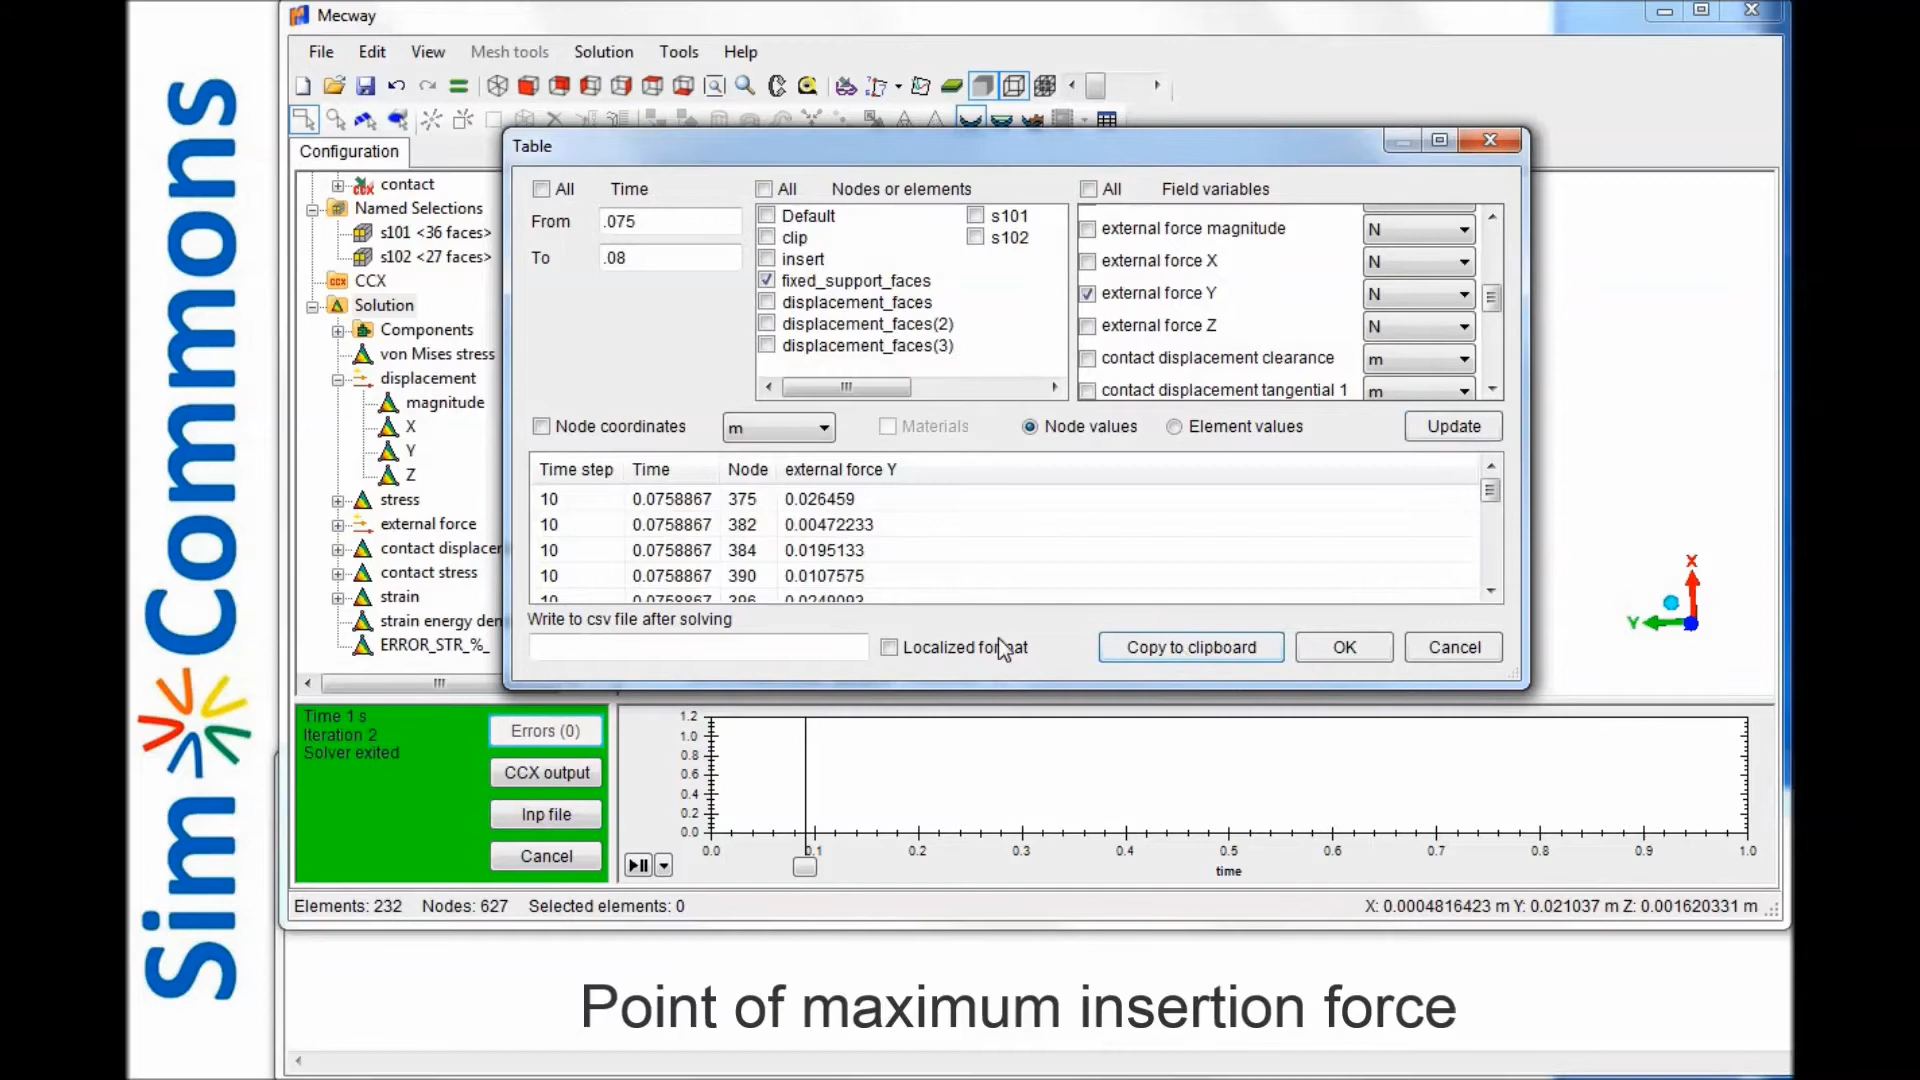 Sim Commons
Mecway
File Edit View Mesh tools Solution Tools Help
Configuration
contact
Named Selections
s101 <36 faces>
s102 <27 faces>
CCX
Solution
Components
von Mises stress
displacement
magnitude
X
Y
Z
stress
external force
contact displacer
contact stress
strain
strain energy den
ERROR_STR_%_
Table
All Time
From .075
To .08
All Nodes or elements
Default
clip
insert
fixed_support_faces
displacement_faces
displacement_faces(2)
displacement_faces(3)
s101
s102
All Field variables
external force magnitude N
external force X N
external force Y N
external force Z N
contact displacement clearance m
contact displacement tangential 1 m
Node coordinates m Materials Node values Element values Update
Time step Time Node external force Y
10 0.0758867 375 0.026459
10 0.0758867 382 0.00472233
10 0.0758867 384 0.0195133
10 0.0758867 390 0.0107575
10 0.0758867 396 0.0249093
Write to csv file after solving
Localized format Copy to clipboard OK Cancel
X
Y
Time 1 s
Iteration 2
Solver exited
Errors (0)
CCX output
Inp file
Cancel
1.2
1.0
0.8
0.6
0.4
0.2
0.0
0.0 0.1 0.2 0.3 0.4 0.5 0.6 0.7 0.8 0.9 1.0
time
Elements: 232 Nodes: 627 Selected elements: 0 X: 0.0004816423 m Y: 0.021037 m Z: 0.001620331 m
Point of maximum insertion force